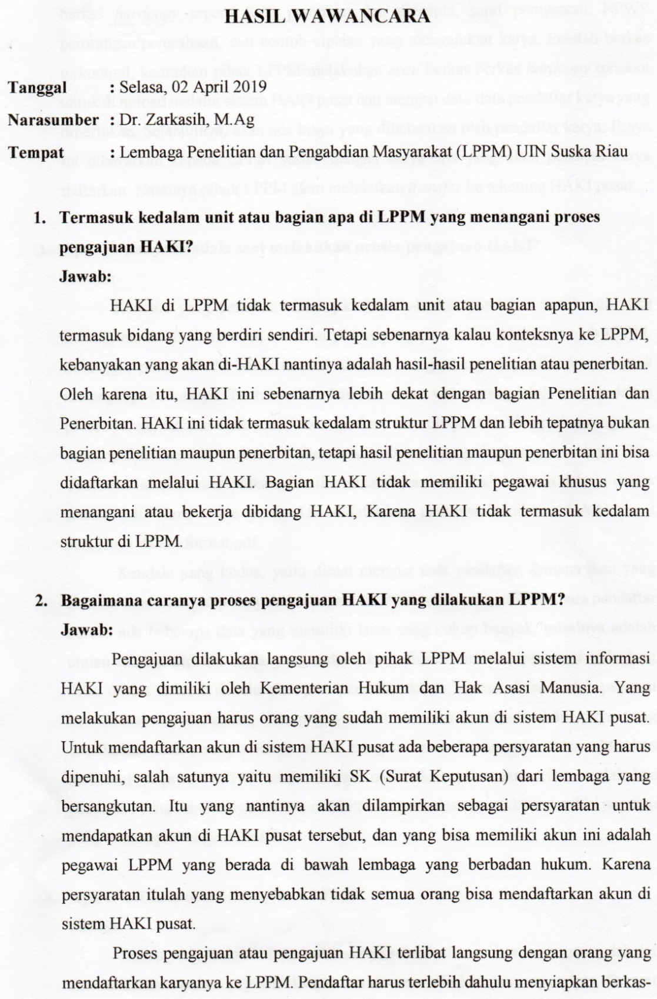 HASIL WAWANCARA
Tanggal : Selasa, 02 April 2019
Narasumber : Dr. Zarkasih, M.Ag
Tempat : Lembaga Penelitian dan Pengabdian Masyarakat (LPPM) UIN Suska Riau
1. Termasuk kedalam unit atau bagian apa di LPPM yang menangani proses
pengajuan HAKI?
Jawab:
HAKI di LPPM tidak termasuk kedalam unit atau bagian apapun, HAKI
termasuk bidang yang berdiri sendiri. Tetapi sebenarnya kalau konteksnya ke LPPM,
kebanyakan yang akan di-HAKI nantinya adalah hasil-hasil penelitian atau penerbitan.
Oleh karena itu, HAKI ini sebenarnya lebih dekat dengan bagian Penelitian dan
Penerbitan. HAKI ini tidak termasuk kedalam struktur LPPM dan lebih tepatnya bukan
bagian penelitian maupun penerbitan, tetapi hasil penelitian maupun penerbitan ini bisa
didaftarkan melalui HAKI. Bagian HAKI tidak memiliki pegawai khusus yang
menangani atau bekerja dibidang HAKI, Karena HAKI tidak termasuk kedalam
struktur di LPPM.
2. Bagaimana caranya proses pengajuan HAKI yang dilakukan LPPM?
Jawab:
Pengajuan dilakukan langsung oleh pihak LPPM melalui sistem informasi
HAKI yang dimiliki oleh Kementerian Hukum dan Hak Asasi Manusia. Yang
melakukan pengajuan harus orang yang sudah memiliki akun di sistem HAKI pusat.
Untuk mendaftarkan akun di sistem HAKI pusat ada beberapa persyaratan yang harus
dipenuhi, salah satunya yaitu memiliki SK (Surat Keputusan) dari lembaga yang
bersangkutan. Itu yang nantinya akan dilampirkan sebagai persyaratan untuk
mendapatkan akun di HAKI pusat tersebut, dan yang bisa memiliki akun ini adalah
pegawai LPPM yang berada di bawah lembaga yang berbadan hukum. Karena
persyaratan itulah yang menyebabkan tidak semua orang bisa mendaftarkan akun di
sistem HAKI pusat.
Proses pengajuan atau pengajuan HAKI terlibat langsung dengan orang yang
mendaftarkan karyanya ke LPPM. Pendaftar harus terlebih dahulu menyiapkan berkas-